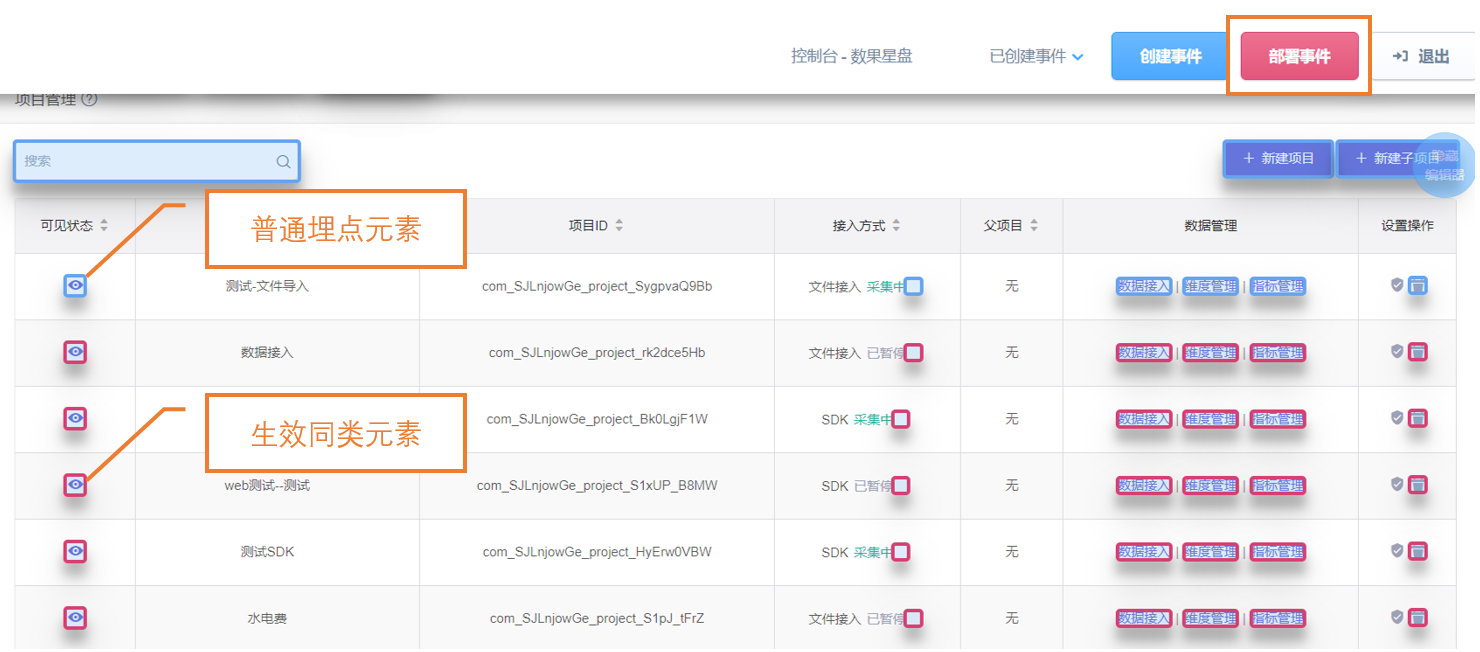 控制台 - 数果星盘 已创建事件 创建事件 部署事件 退出
项目管理
搜索 + 新建项目 + 新建子项目 隐藏
编辑器
普通埋点元素
可见状态 项目ID 接入方式 父项目 数据管理 设置操作
测试-文件导入 com_SJLnjowGe_project_SygpvaQ9Bb 文件接入 采集中 无 数据接入 | 维度管理 | 指标管理
数据接入 com_SJLnjowGe_project_rk2dce5Hb 文件接入 已暂停 无 数据接入 | 维度管理 | 指标管理
com_SJLnjowGe_project_Bk0LgjF1W SDK 采集中 无 数据接入 | 维度管理 | 指标管理
生效同类元素
web测试--测试 com_SJLnjowGe_project_S1xUP_B8MW SDK 已暂停 无 数据接入 | 维度管理 | 指标管理
测试SDK com_SJLnjowGe_project_HyErw0VBW SDK 采集中 无 数据接入 | 维度管理 | 指标管理
水电费 com_SJLnjowGe_project_S1pJ_tFrZ 文件接入 已暂停 无 数据接入 | 维度管理 | 指标管理